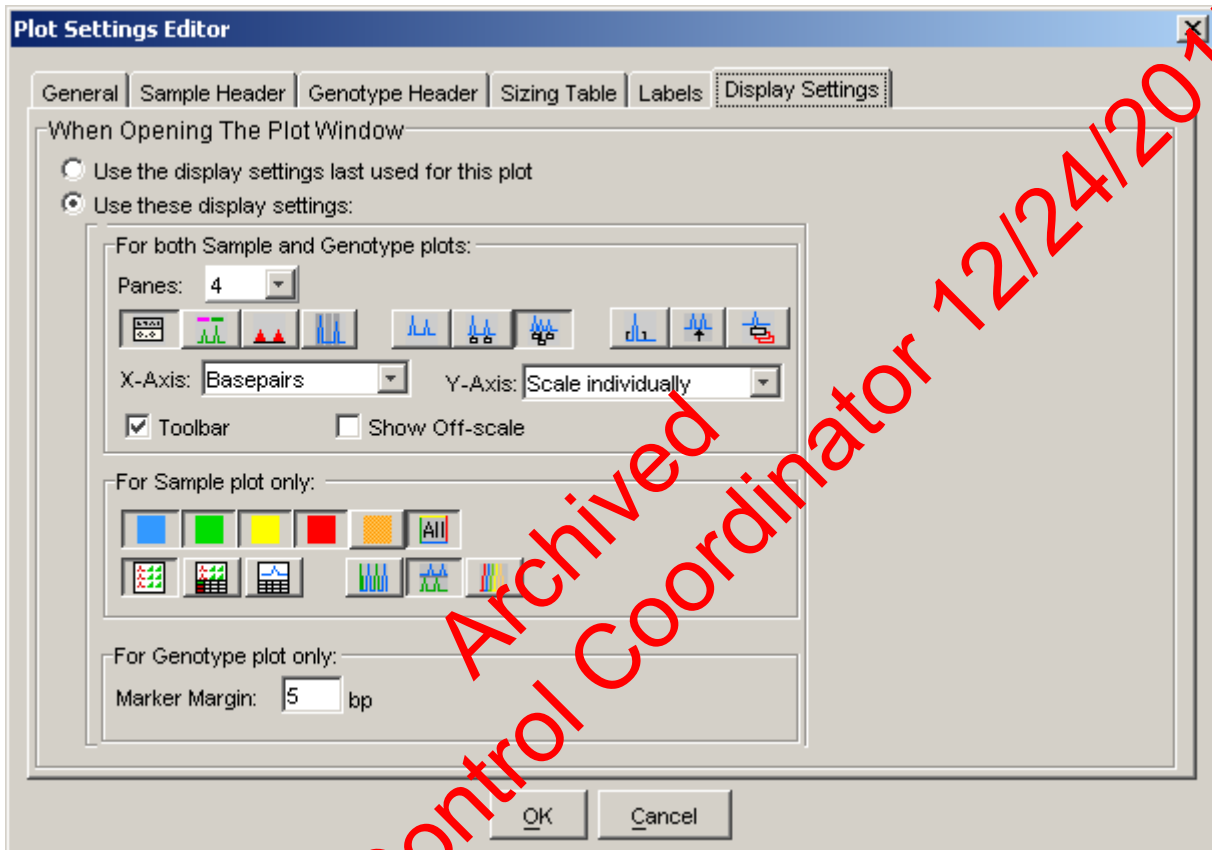 Plot Settings Editor
General Sample Header Genotype Header Sizing Table Labels Display Settings
When Opening The Plot Window
Use the display settings last used for this plot
Use these display settings:
For both Sample and Genotype plots:
Panes: 4
X-Axis: Basepairs Y-Axis: Scale individually
Toolbar Show Off-scale
For Sample plot only:
All
For Genotype plot only:
Marker Margin: 5 bp
OK Cancel
Archived
Control Coordinator 12/24/201